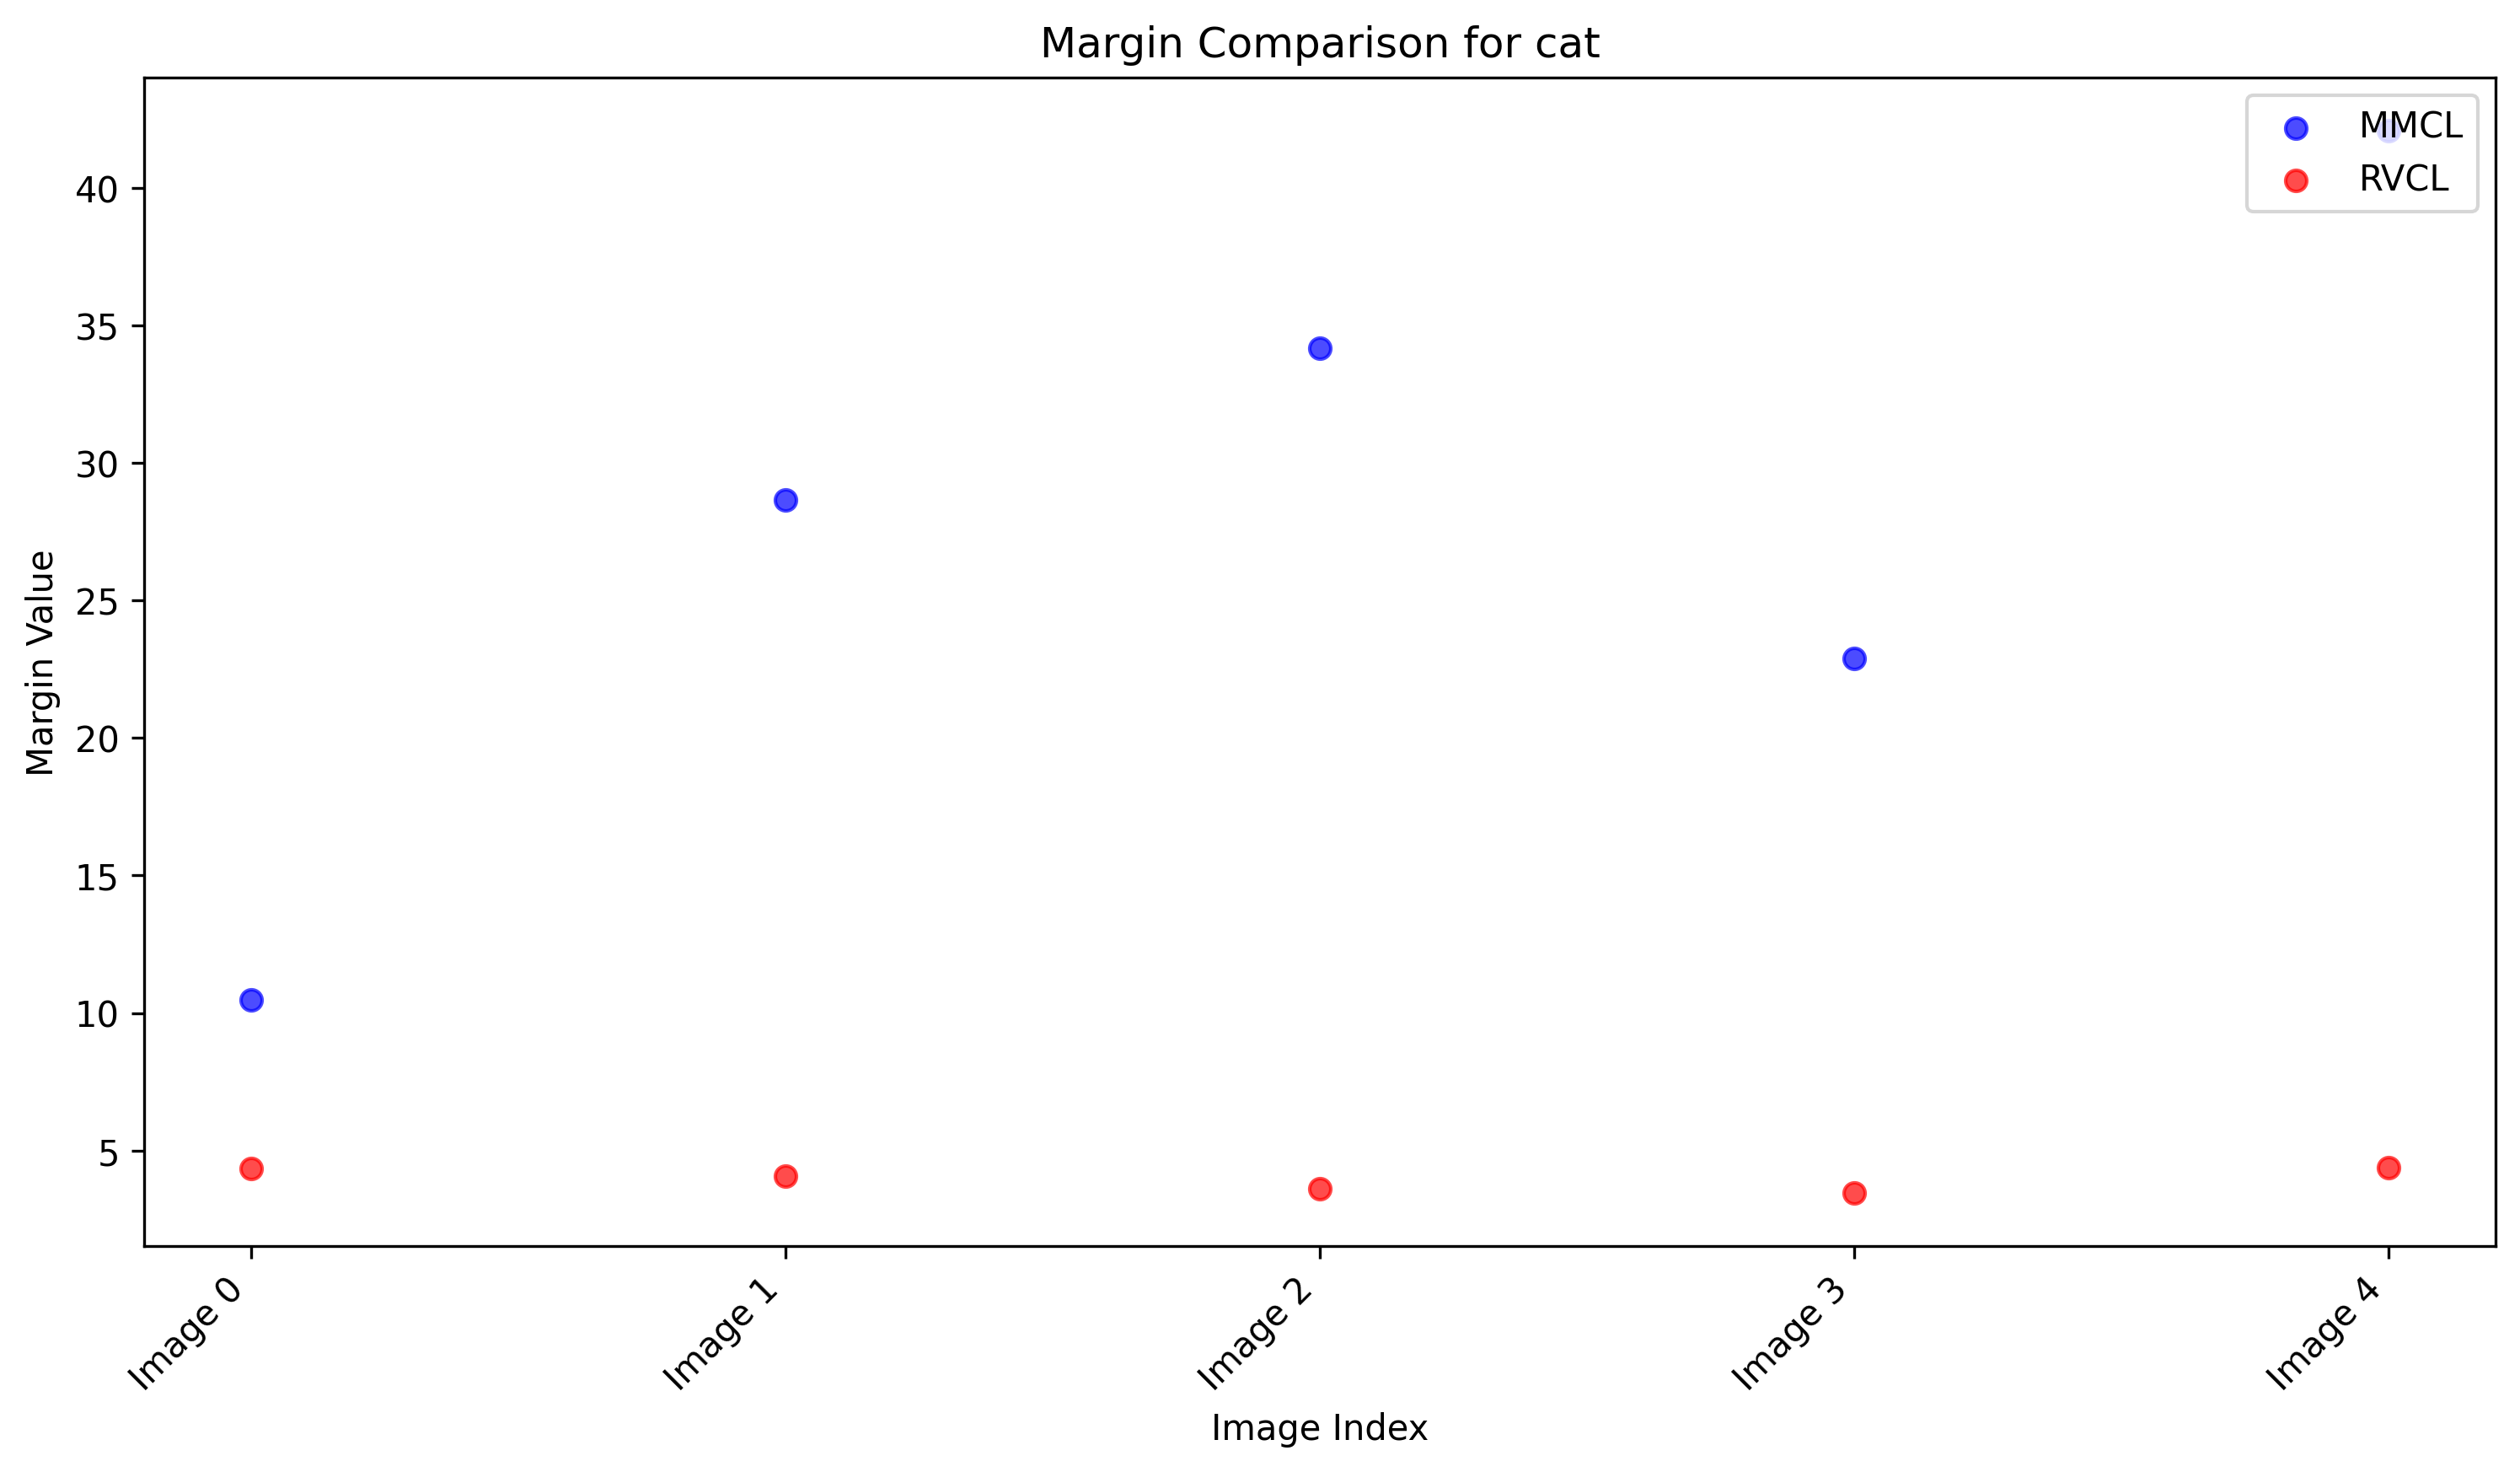 Margin Comparison for cat
MMCL
RVCL
Margin Value
40
35
30
25
20
15
10
5
Image 0
Image 1
Image 2
Image 3
Image 4
Image Index